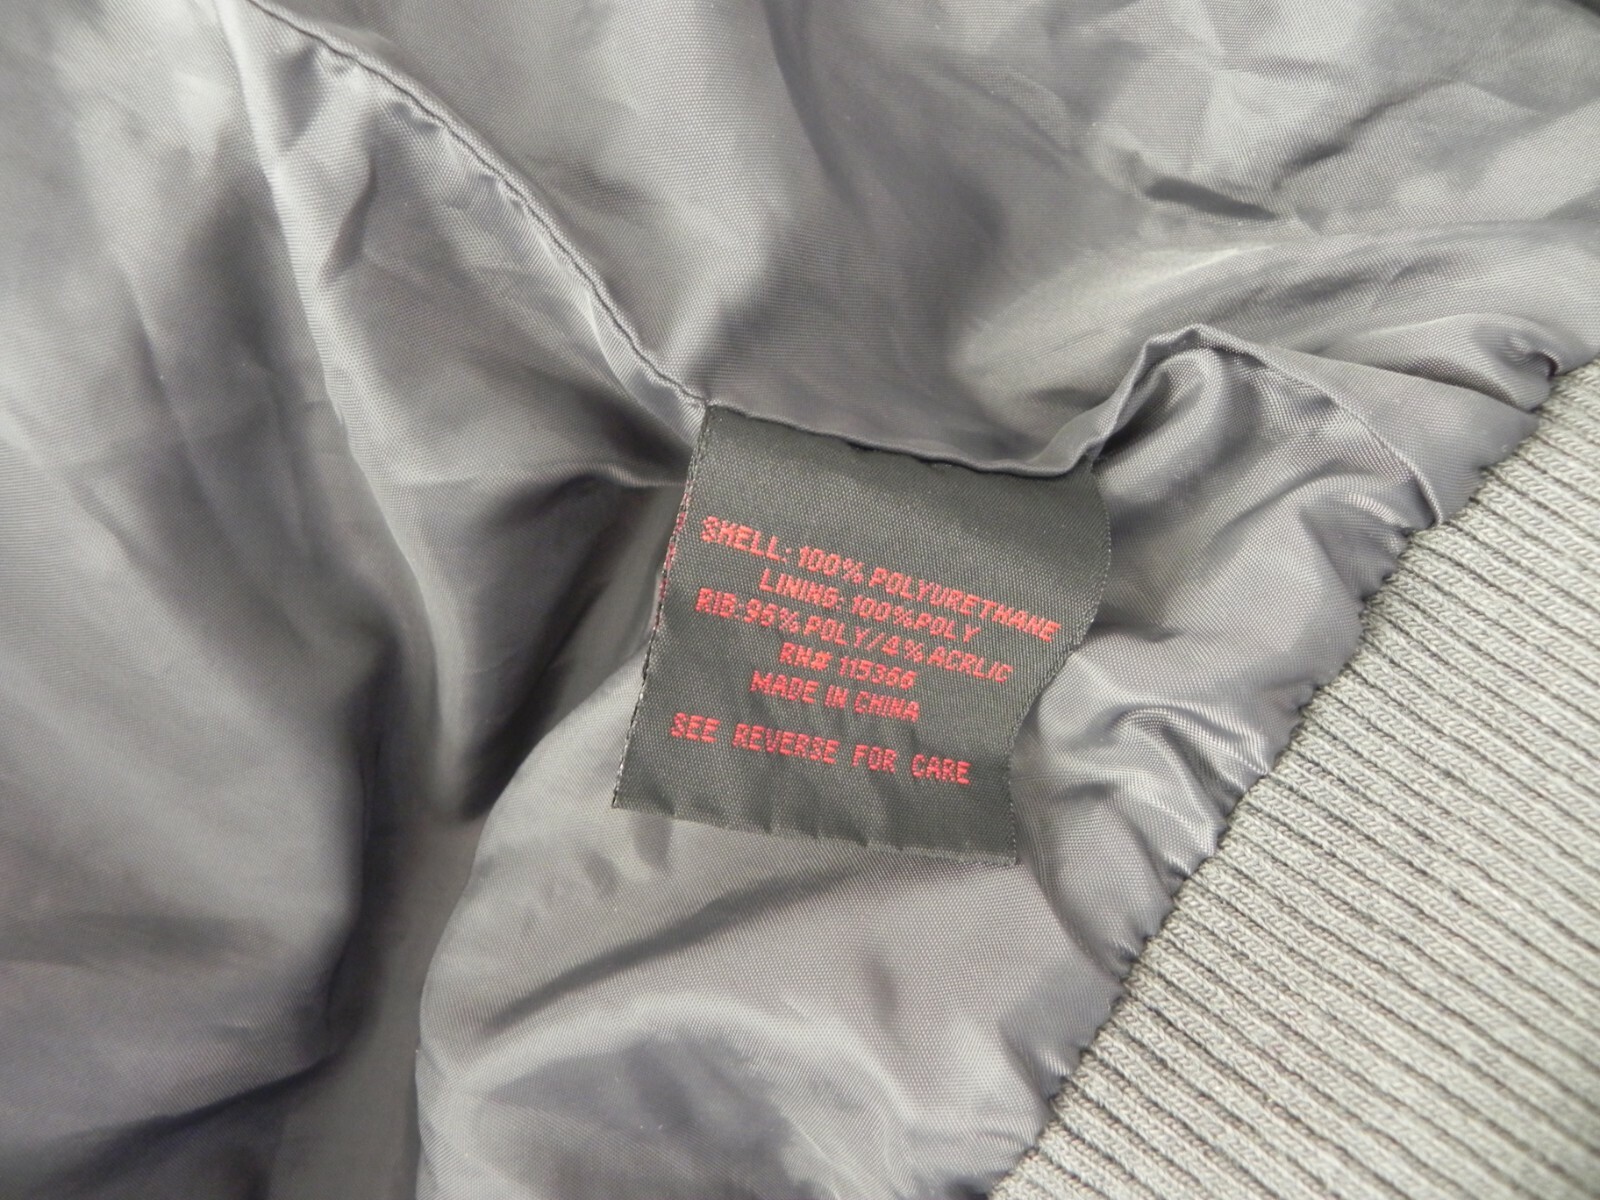 SHELL: 100% POLYURETHANE
LINING: 100%POLY
RIB:96%POLY/4% ACRLIC
RN# 115366
MADE IN CHINA
SEE REVERSE FOR CARE